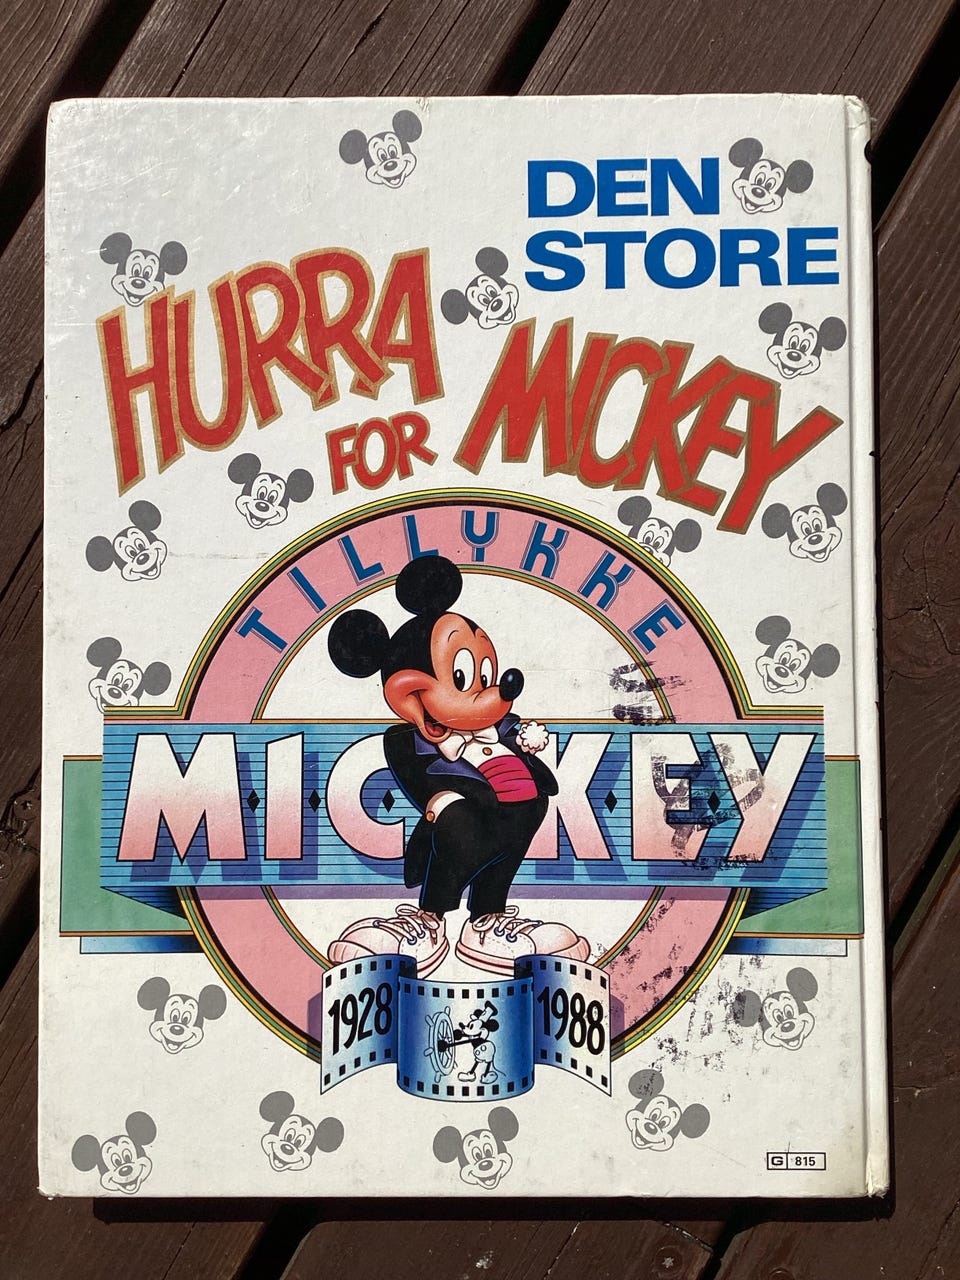 DEN
STORE
HURRA
FOR
MICKEY
TILLYKKE
MICKEY
1928
1988
G 815